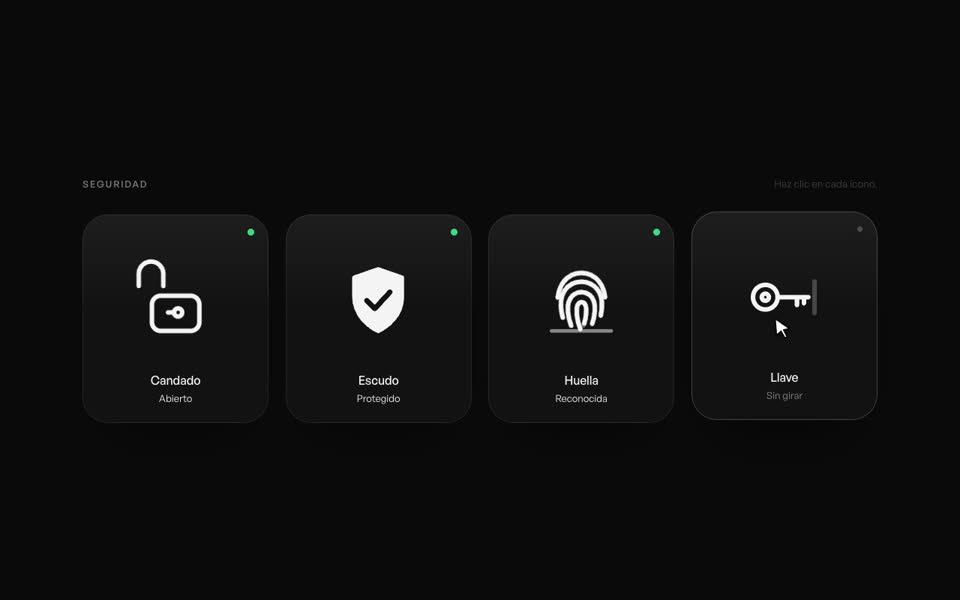 SEGURIDAD
Haz clic en cada icono.
Candado
Abierto
Escudo
Protegido
Huella
Reconocida
Llave
Sin girar